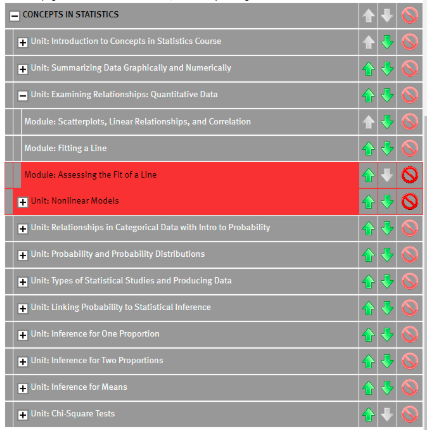 CONCEPTS IN STATISTICS
Unit: Introduction to Concepts in Statistics Course
Unit: Summarizing Data Graphically and Numerically
Unit: Examining Relationships: Quantitative Data
Module: Scatterplots, Linear Relationships, and Correlation
Module: Fitting a Line
Module: Assessing the Fit of a Line
Unit: Nonlinear Models
Unit: Relationships in Categorical Data with Intro to Probability
Unit: Probability and Probability Distributions
Unit: Types of Statistical Studies and Producing Data
Unit: Linking Probability to Statistical Inference
Unit: Inference for One Proportion
Unit: Inference for Two Proportions
Unit: Inference for Means
Unit: Chi-Square Tests